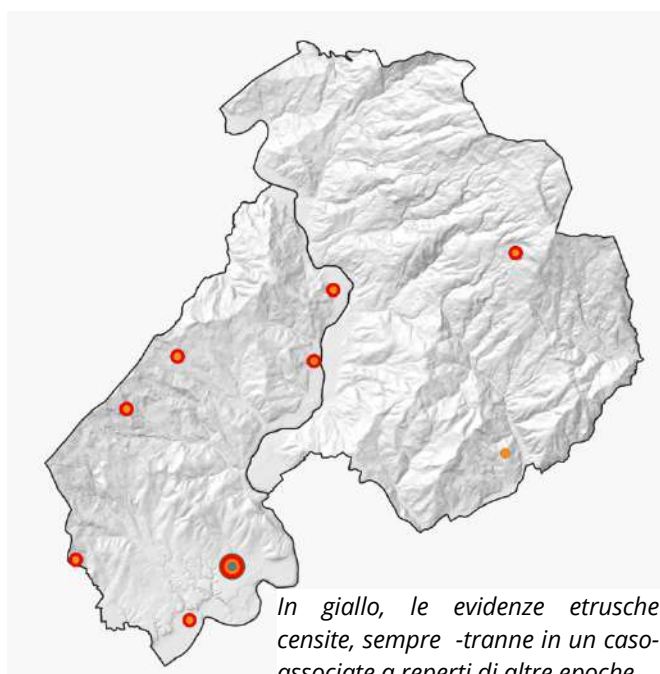 In giallo, le evidenze etrusche
censite, sempre -tranne in un caso-
associate a reperti di altre epoche